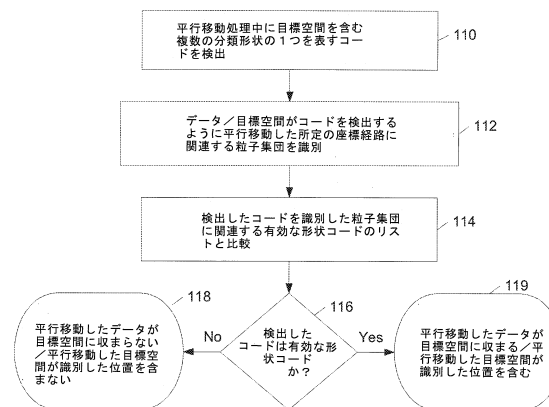 平行移動処理中に目標空間を含む
複数の分類形状の1つを表すコー
ドを検出
110
データ/目標空間がコードを検出する
ように平行移動した所定の座標経路に
関連する粒子集団を識別
112
検出したコードを識別した粒子集団
に関連する有効な形状コードのリス
トと比較
114
118
平行移動したデータが
目標空間に収まらない
/平行移動した目標空
間が識別した位置を含
まない
No
116
検出した
コードは有効な形
状コード
か?
Yes
119
平行移動したデータが
目標空間に収まる/平
行移動した目標空間が
識別した位置を含む